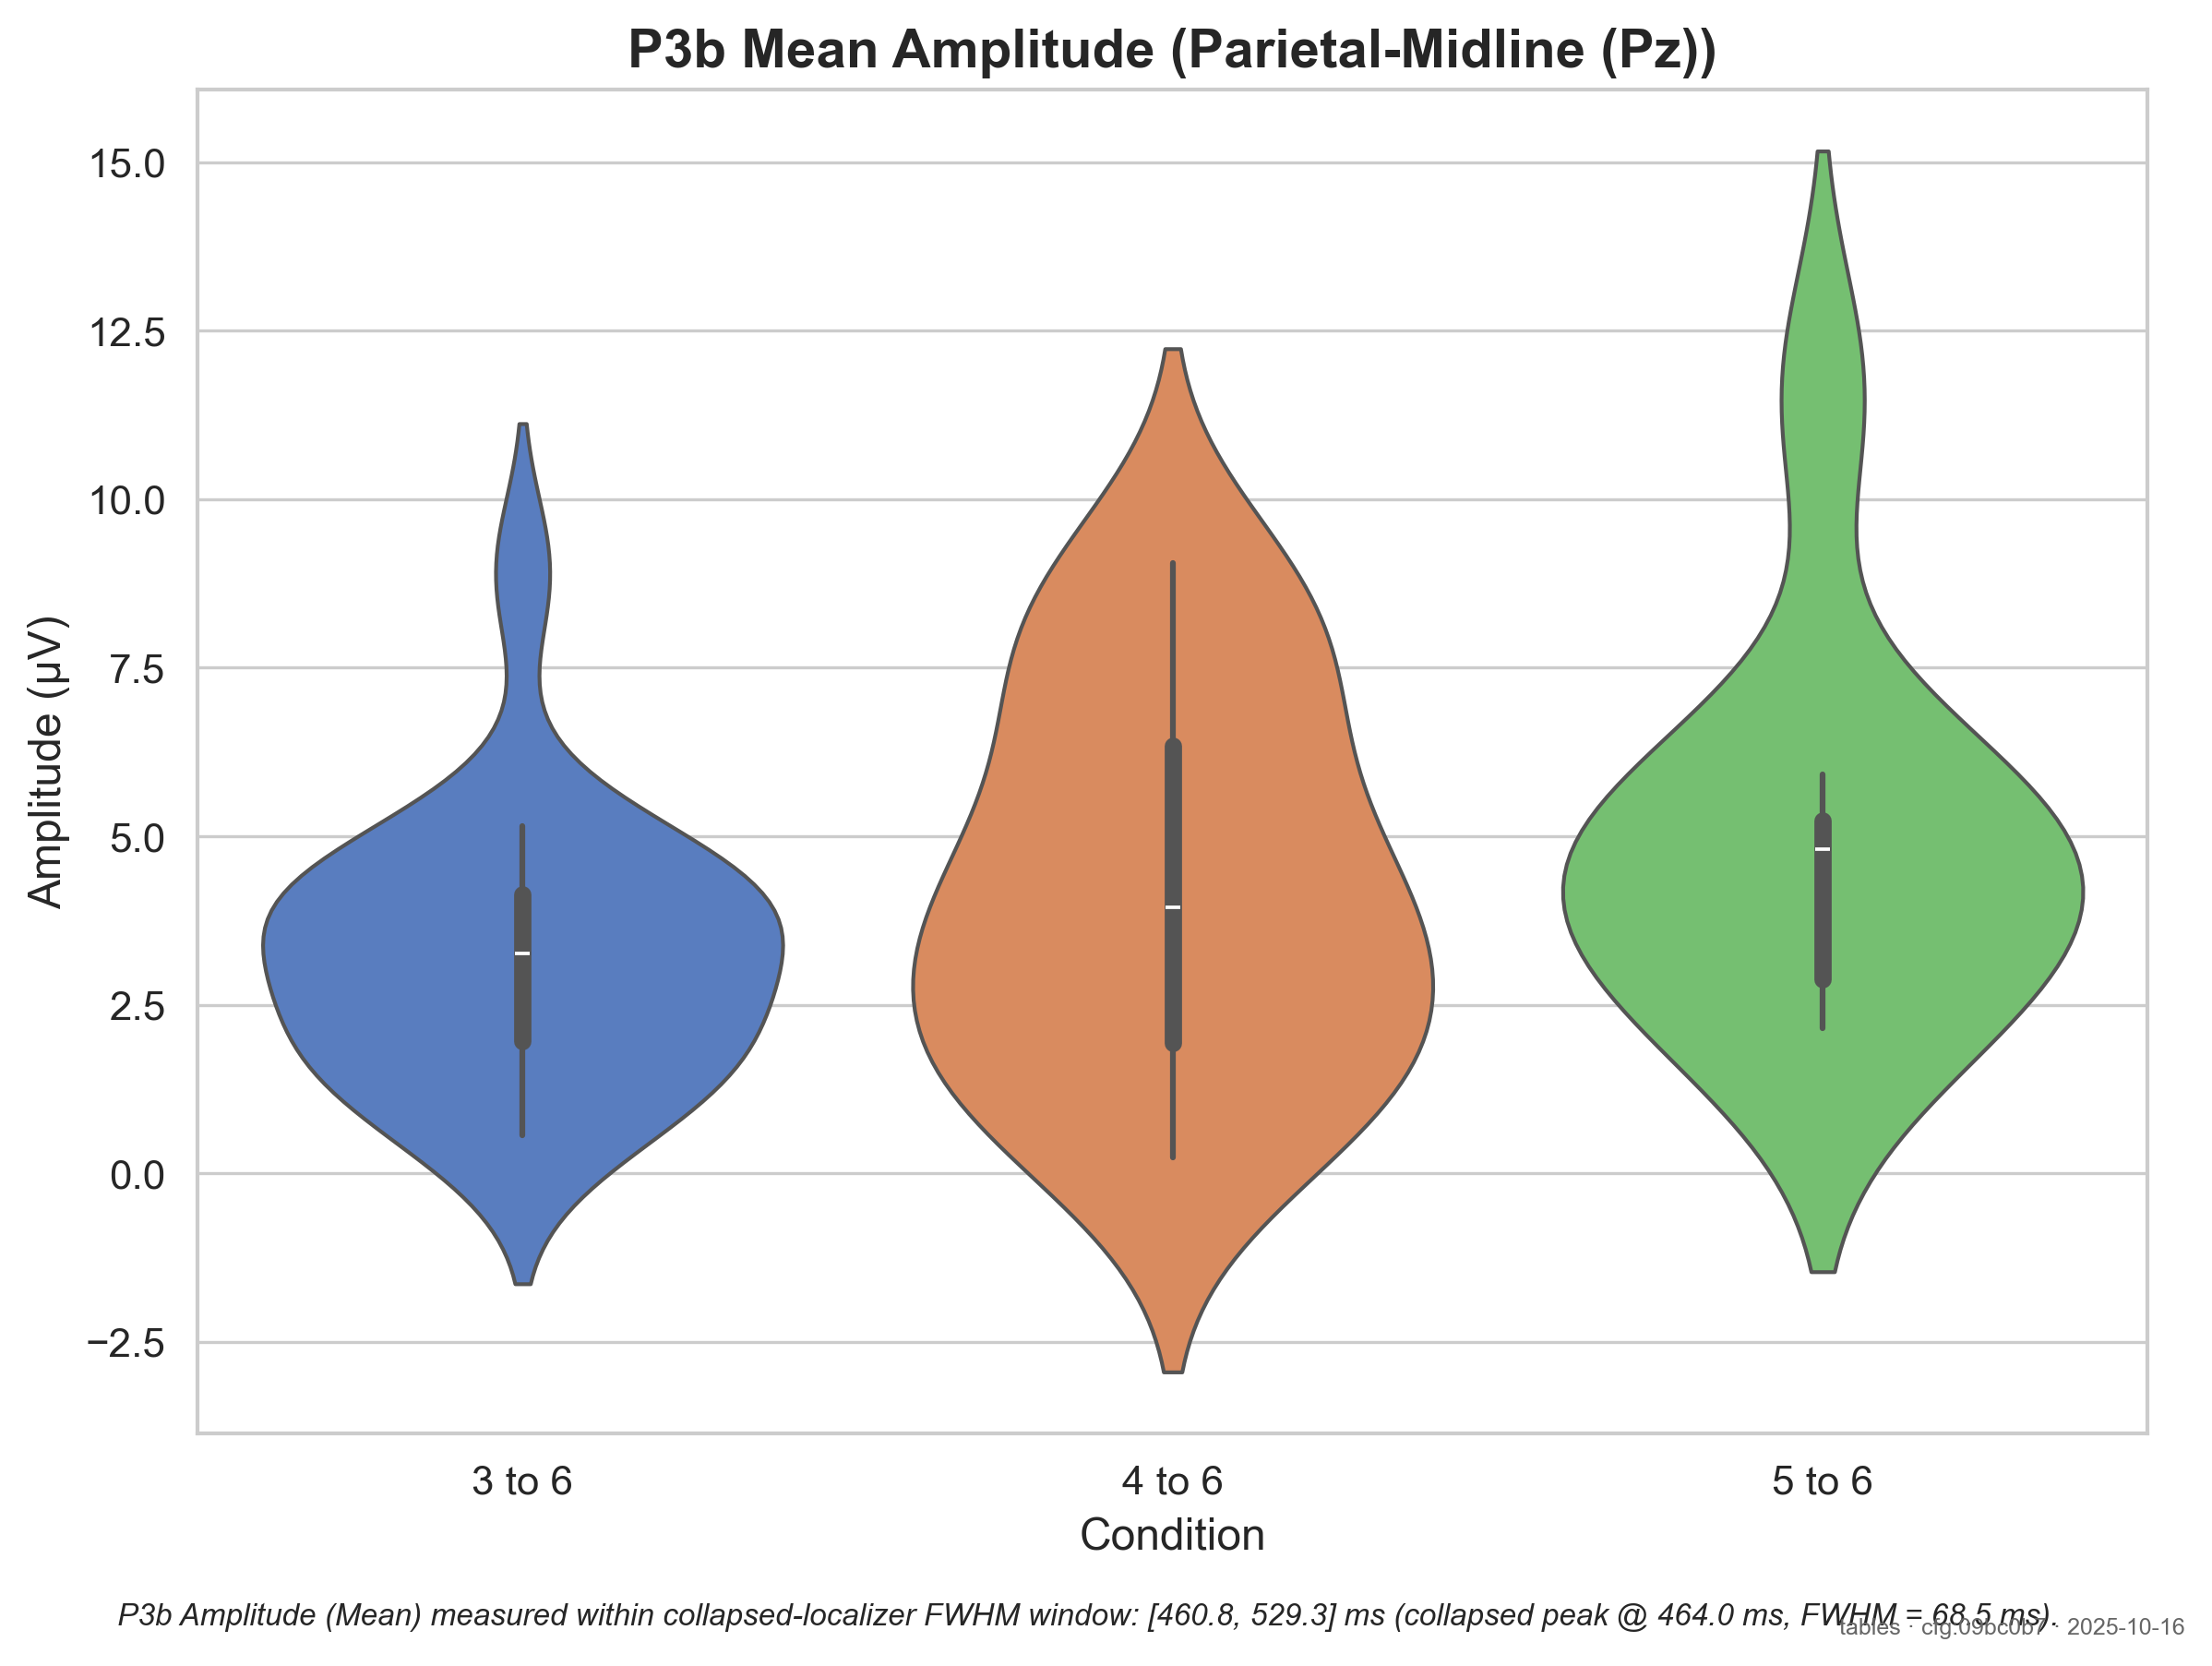 P3b Mean Amplitude (Parietal-Midline (Pz))
Amplitude (µV)
15.0
12.5
10.0
7.5
5.0
2.5
0.0
−2.5
3 to 6
4 to 6
5 to 6
Condition
P3b Amplitude (Mean) measured within collapsed-localizer FWHM window: [460.8, 529.3] ms (collapsed peak @ 464.0 ms, FWHM = 68.5 ms).
tables · cfg:09bc0b7 · 2025-10-16